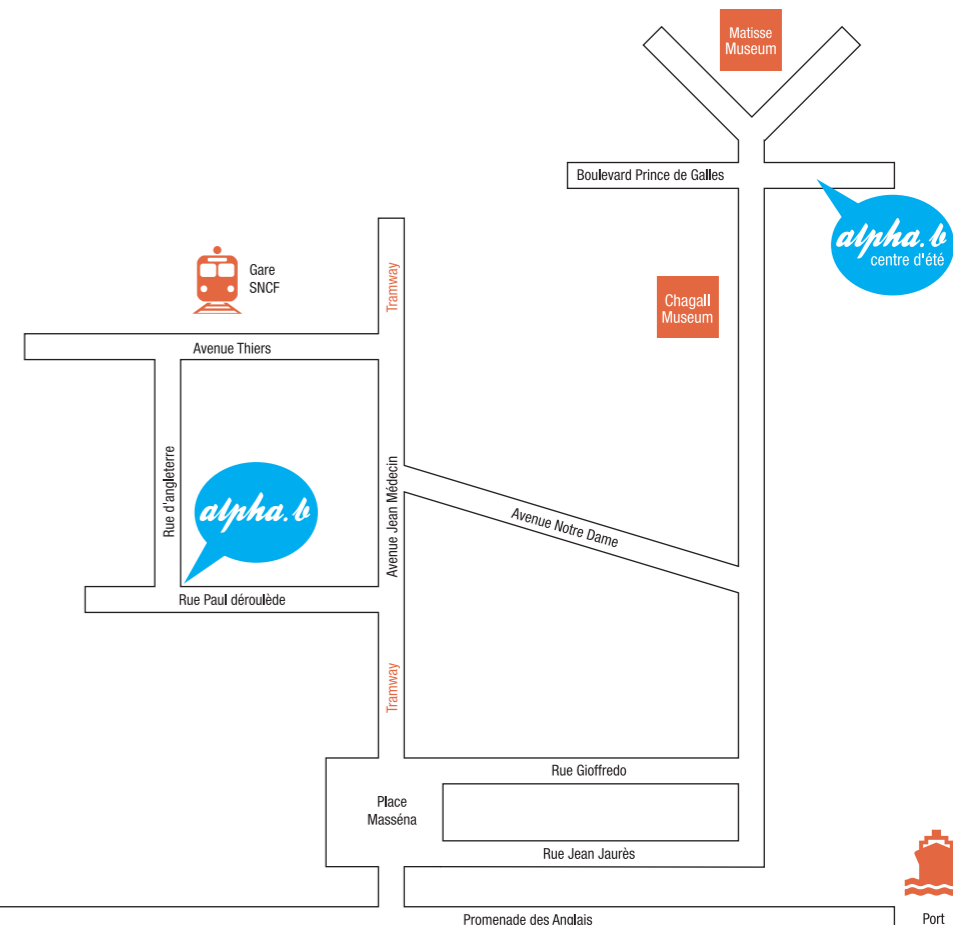 Matisse
Museum
Boulevard Prince de Galles
alpha.b
centre d'été
Gare
SNCF
Tramway
Chagall
Museum
Avenue Thiers
Rue d'angleterre
alpha.b
Avenue Jean Médecin
Avenue Notre Dame
Rue Paul déroulède
Tramway
Rue Gioffredo
Place
Masséna
Rue Jean Jaurès
Promenade des Anglais
Port